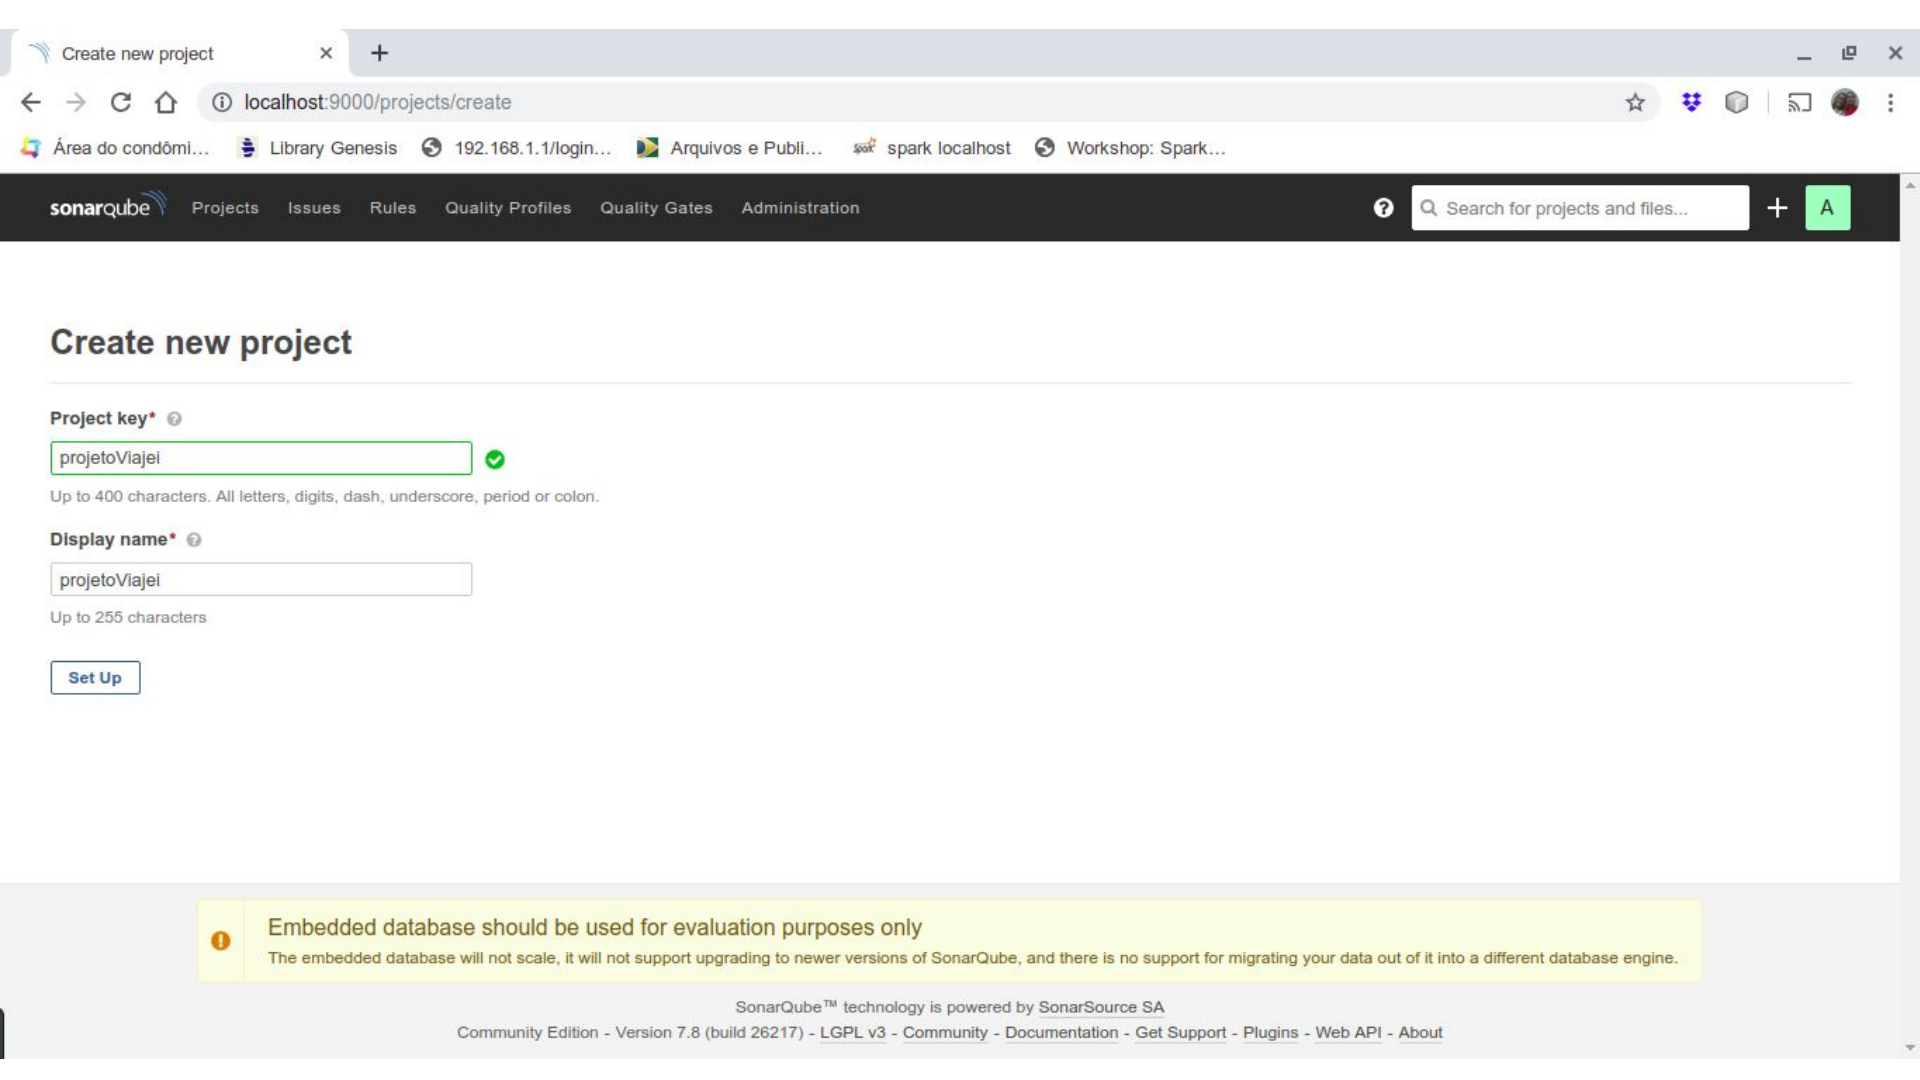 Create new project
localhost:9000/projects/create
Área do condômi... Library Genesis 192.168.1.1/login... Arquivos e Publi... spark localhost Workshop: Spark...
sonarqube Projects Issues Rules Quality Profiles Quality Gates Administration Search for projects and files... A
Create new project
Project key*
projetoViajei
Up to 400 characters. All letters, digits, dash, underscore, period or colon.
Display name*
projetoViajei
Up to 255 characters
Set Up
Embedded database should be used for evaluation purposes only
The embedded database will not scale, it will not support upgrading to newer versions of SonarQube, and there is no support for migrating your data out of it into a different database engine.
SonarQube™ technology is powered by SonarSource SA
Community Edition - Version 7.8 (build 26217) - LGPL v3 - Community - Documentation - Get Support - Plugins - Web API - About